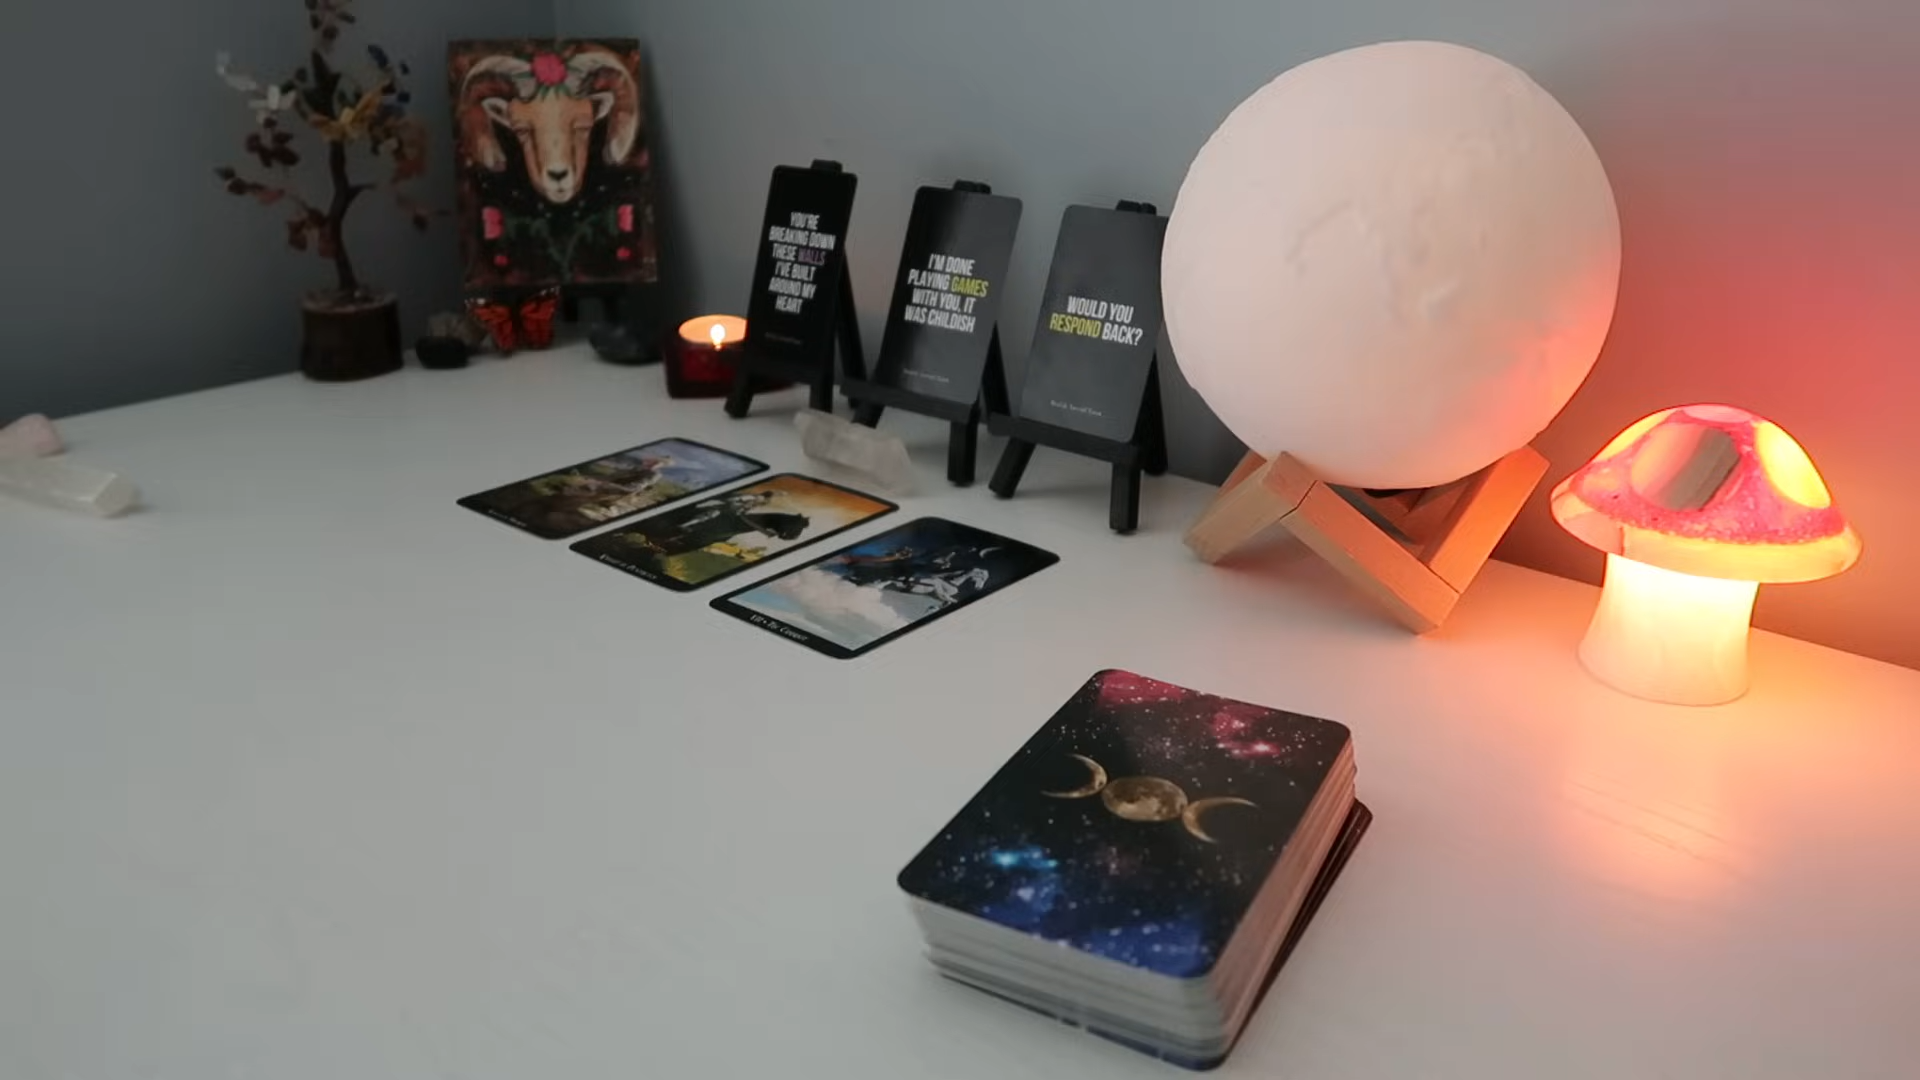 YOU'RE
BREAKING DOWN
THESE WALLS
I'VE BUILT
AROUND MY
HEART
I'M DONE
PLAYING GAMES
WITH YOU, IT
WAS CHILDISH
WOULD YOU
RESPOND BACK?